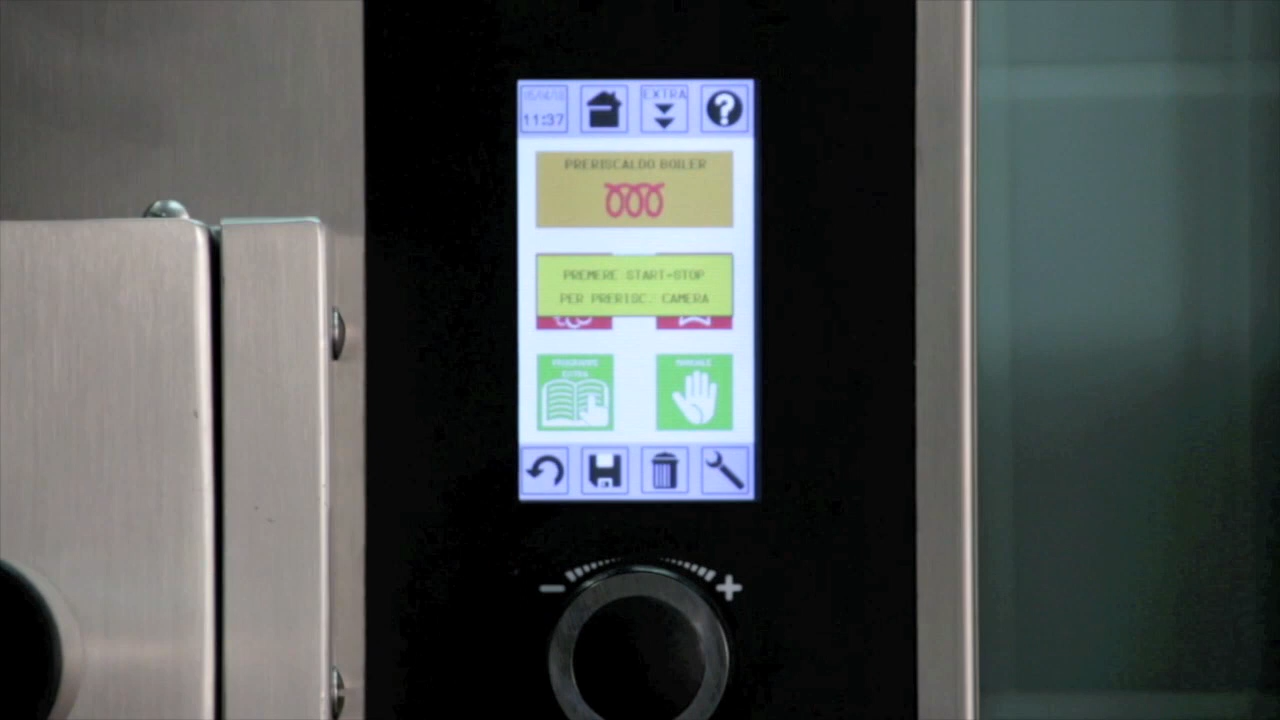 11:37
EXTRA
?
PRERISCALDO BOILER
PREMERE START-STOP
PER PRERISC. CAMERA
PROGRAMMI
EXTRA
MANUALE
- +